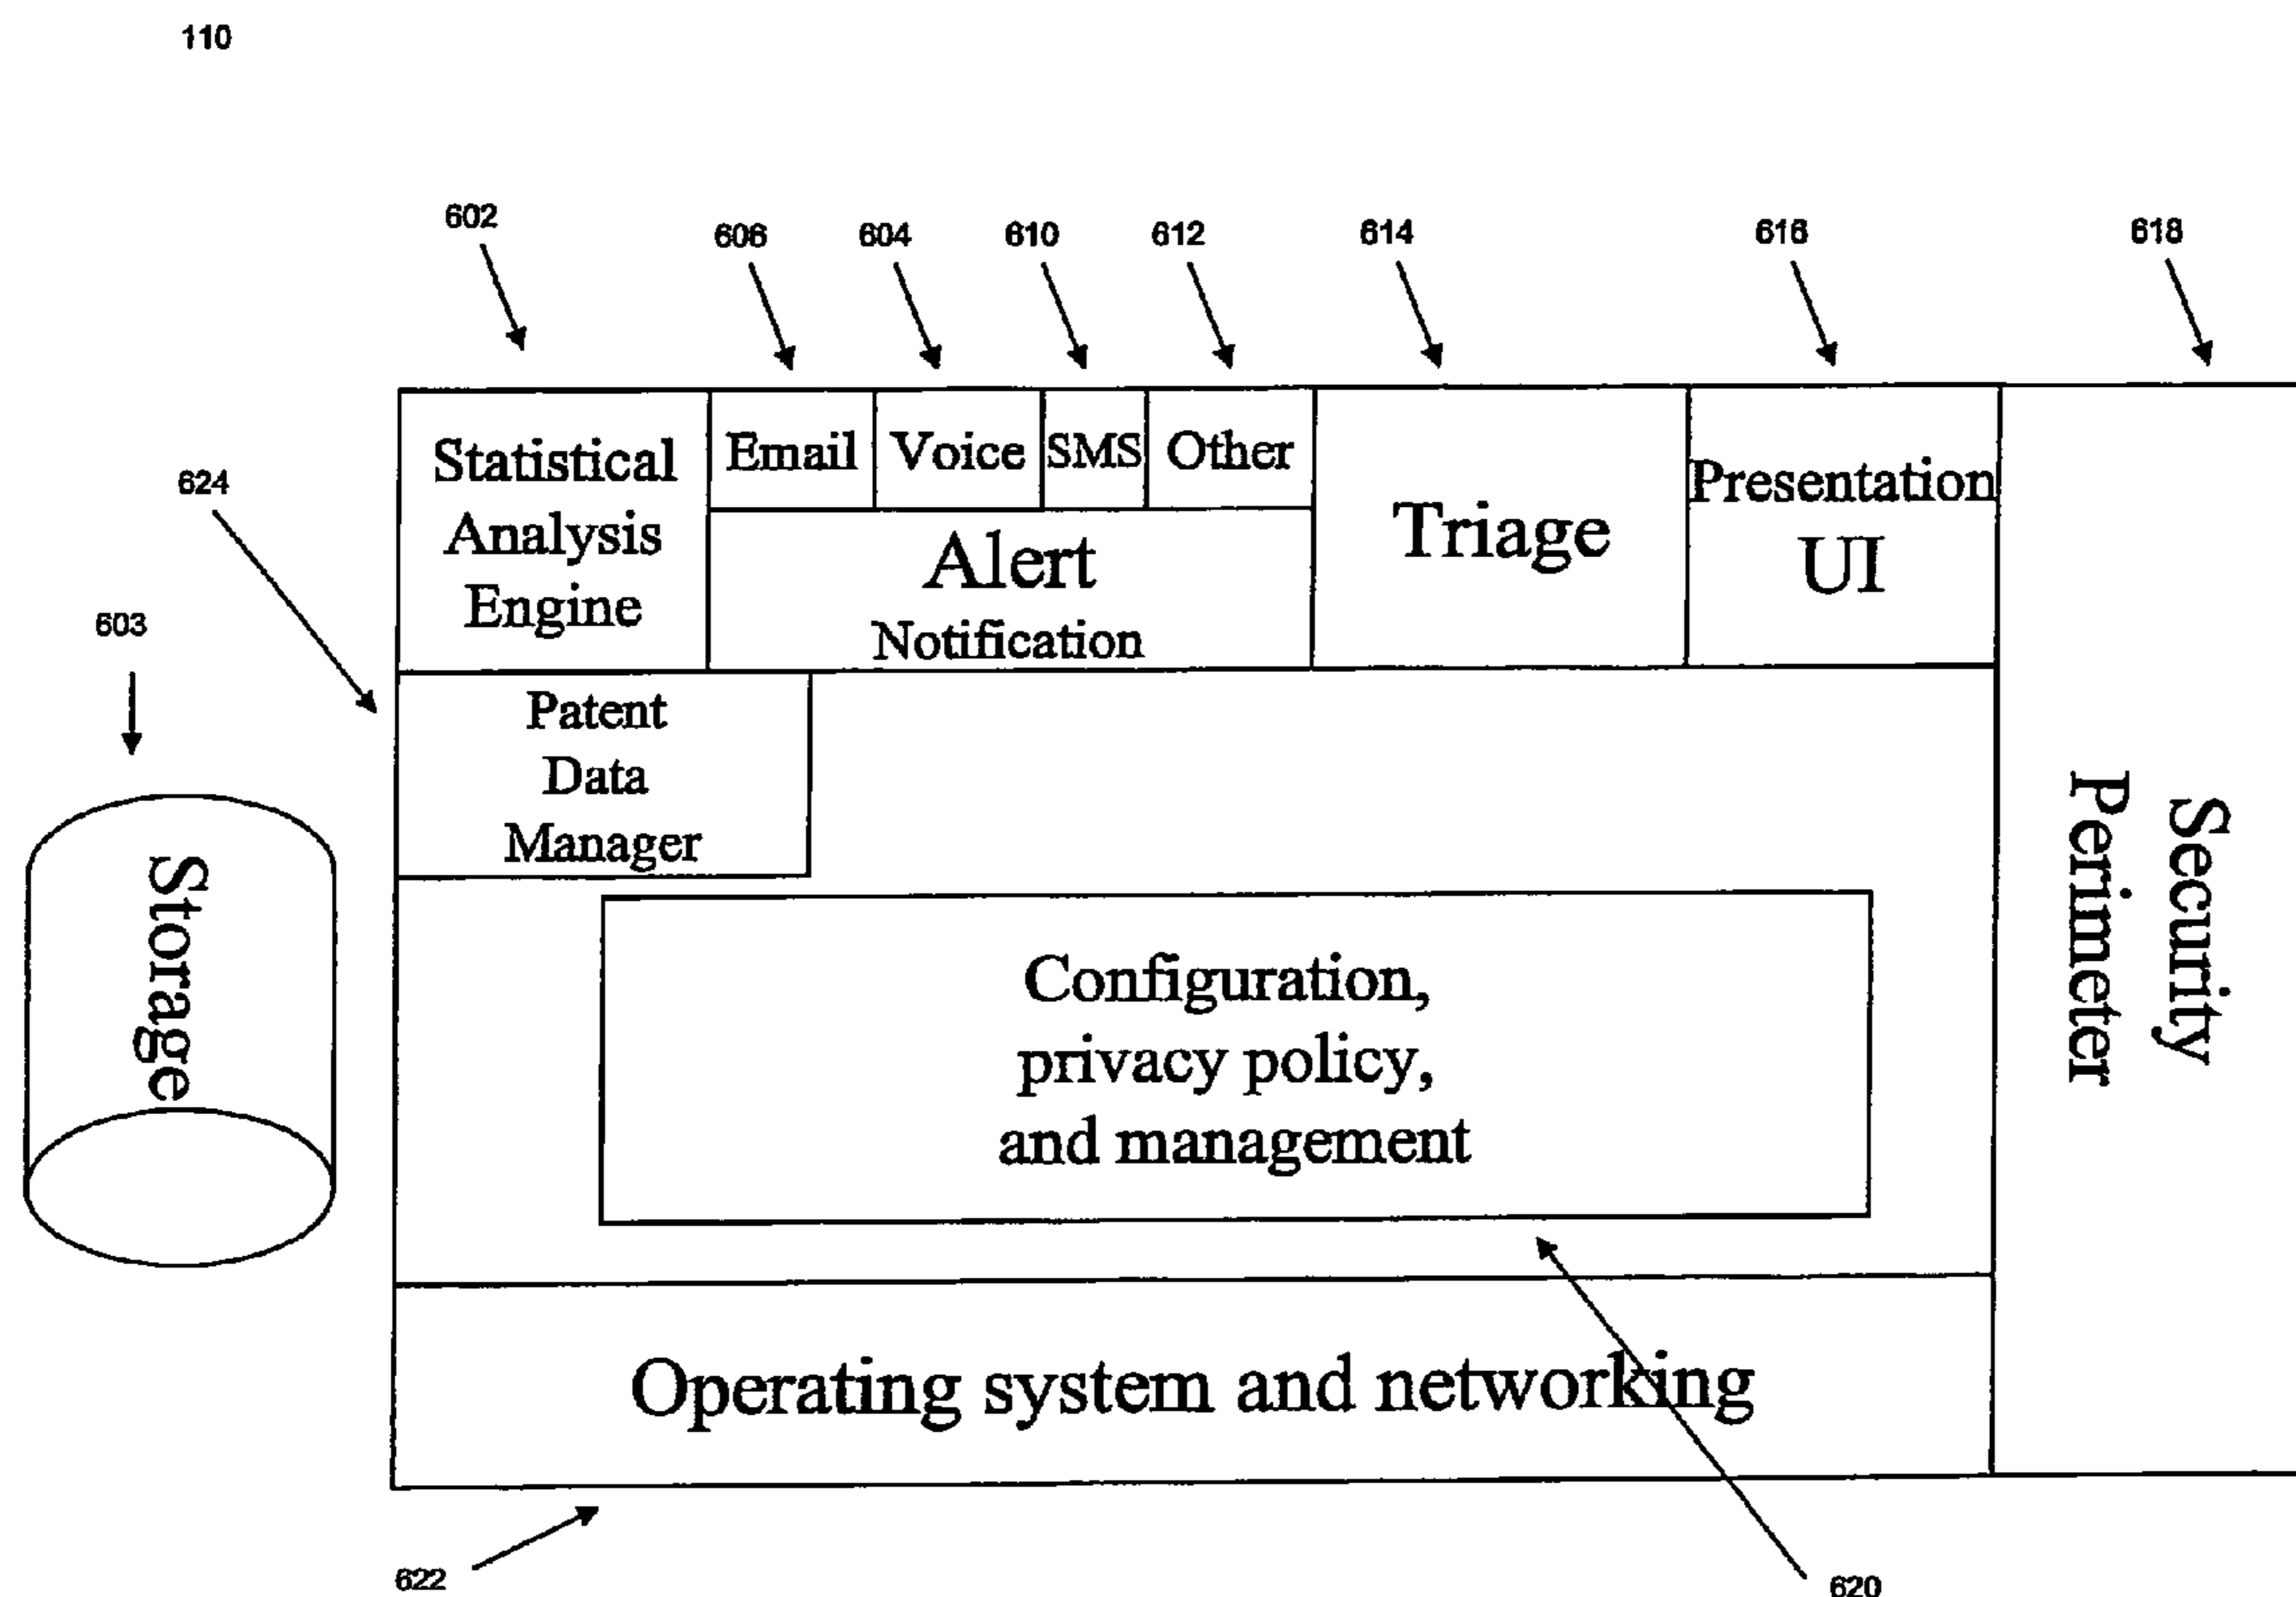 110
602
606
604
610
612
614
616
618
624
603
Statistical
Analysis
Engine
Email
Voice
SMS
Other
Alert
Notification
Triage
Presentation
UI
Patent
Data
Manager
Storage
Configuration,
privacy policy,
and management
Security
Perimeter
Operating system and networking
622
620